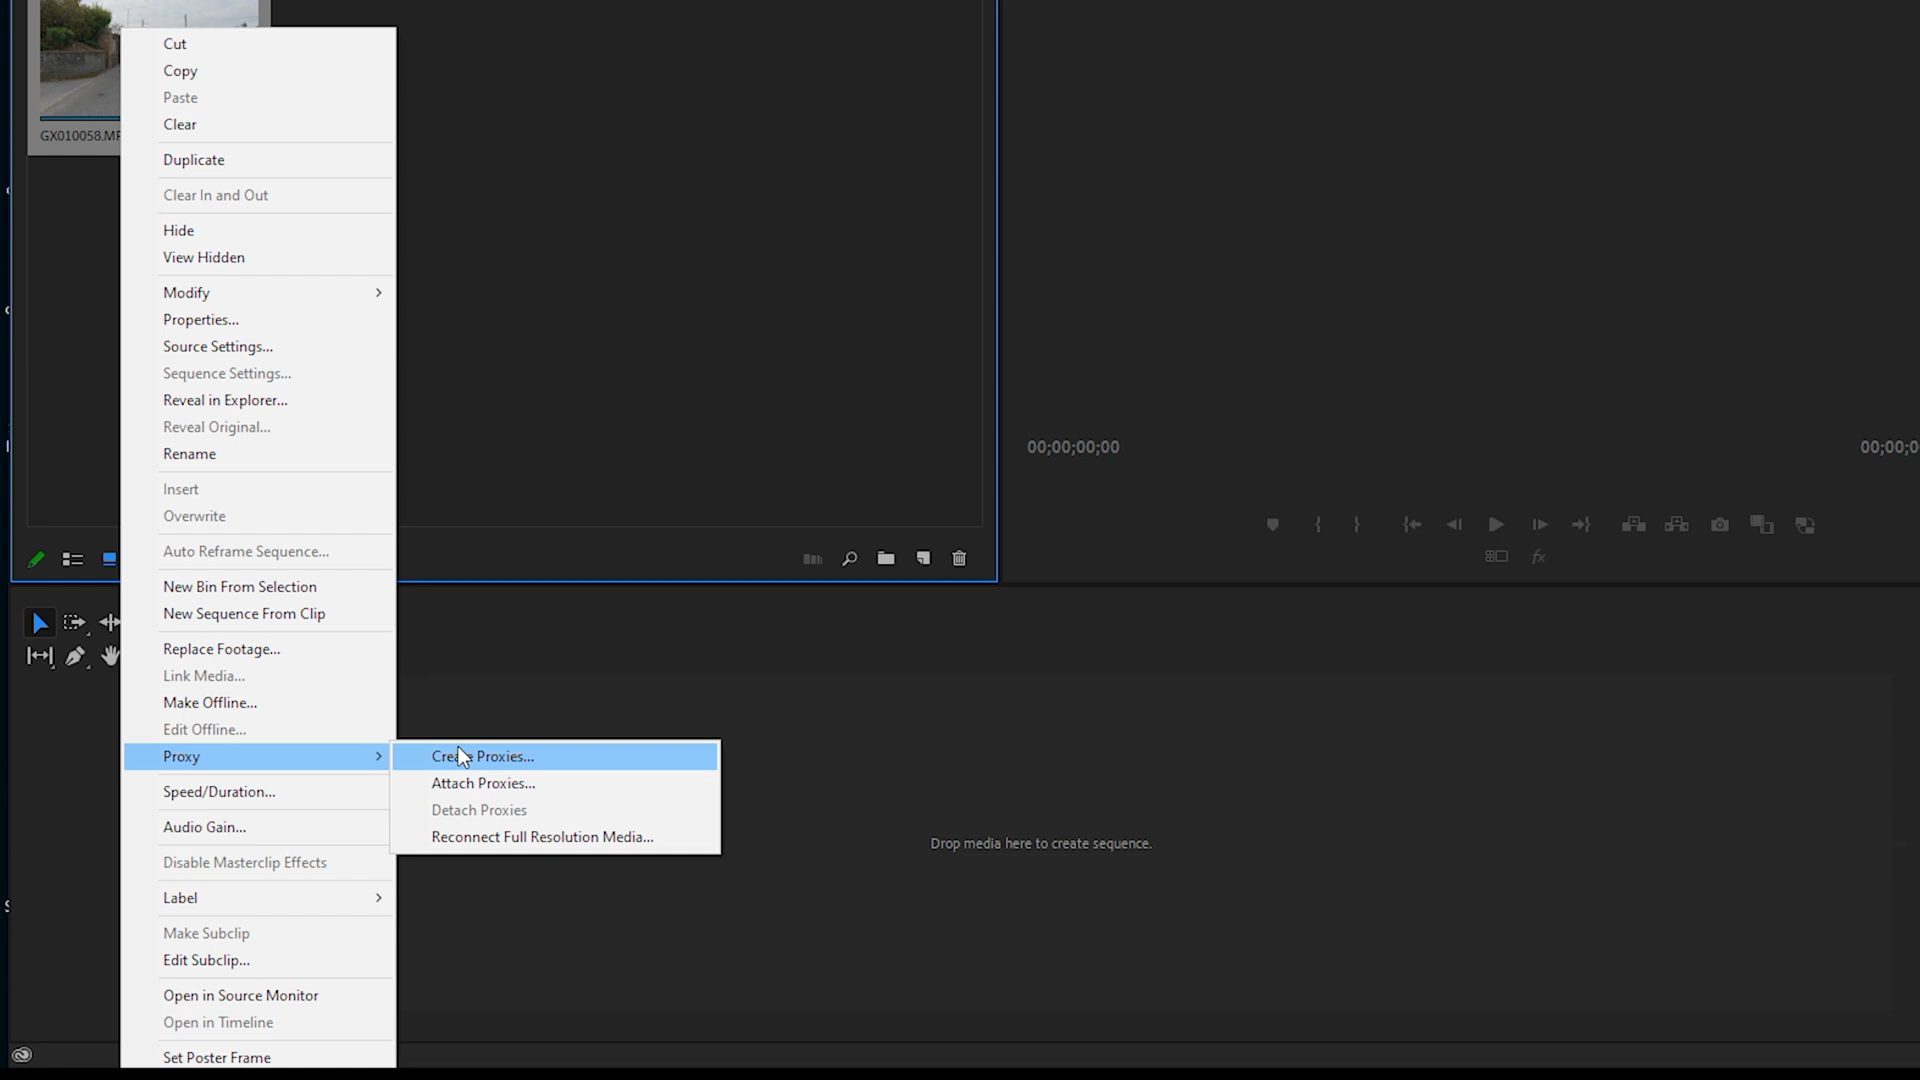 Cut
Copy
Paste
Clear
GX010058.MP
Duplicate
Clear In and Out
Hide
View Hidden
Modify
Properties...
Source Settings...
Sequence Settings...
Reveal in Explorer...
Reveal Original...
Rename
Insert
Overwrite
Auto Reframe Sequence...
New Bin From Selection
New Sequence From Clip
Replace Footage...
Link Media...
Make Offline...
Edit Offline...
Proxy
Speed/Duration...
Audio Gain...
Disable Masterclip Effects
Label
Make Subclip
Edit Subclip...
Open in Source Monitor
Open in Timeline
Set Poster Frame
Create Proxies...
Attach Proxies...
Detach Proxies
Reconnect Full Resolution Media...
00;00;00;00
00;00;0
fx
Drop media here to create sequence.